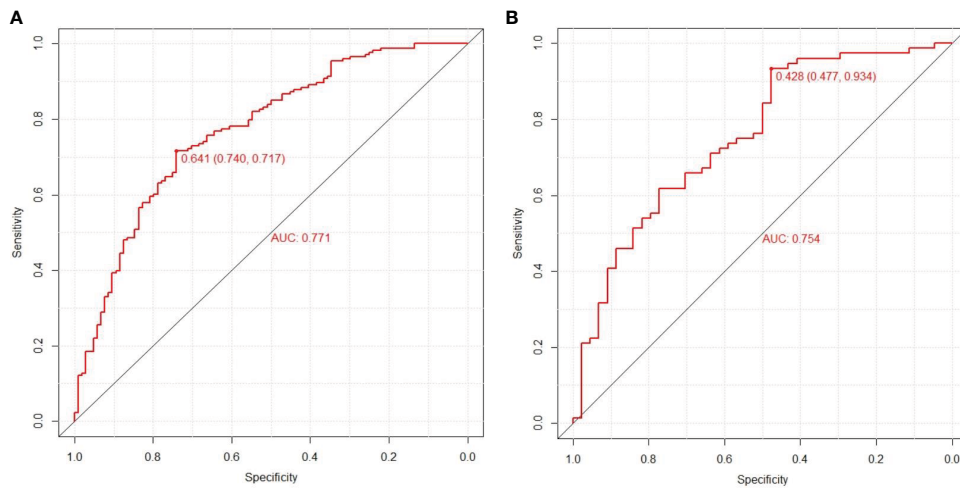 A
1.0
0.8
0.6
0.4
0.2
0.0
Sensitivity
0.641 (0.740, 0.717)
AUC: 0.771
1.0 0.8 0.6 0.4 0.2 0.0
Specificity
B
1.0
0.8
0.6
0.4
0.2
0.0
Sensitivity
0.428 (0.477, 0.934)
AUC: 0.754
1.0 0.8 0.6 0.4 0.2 0.0
Specificity